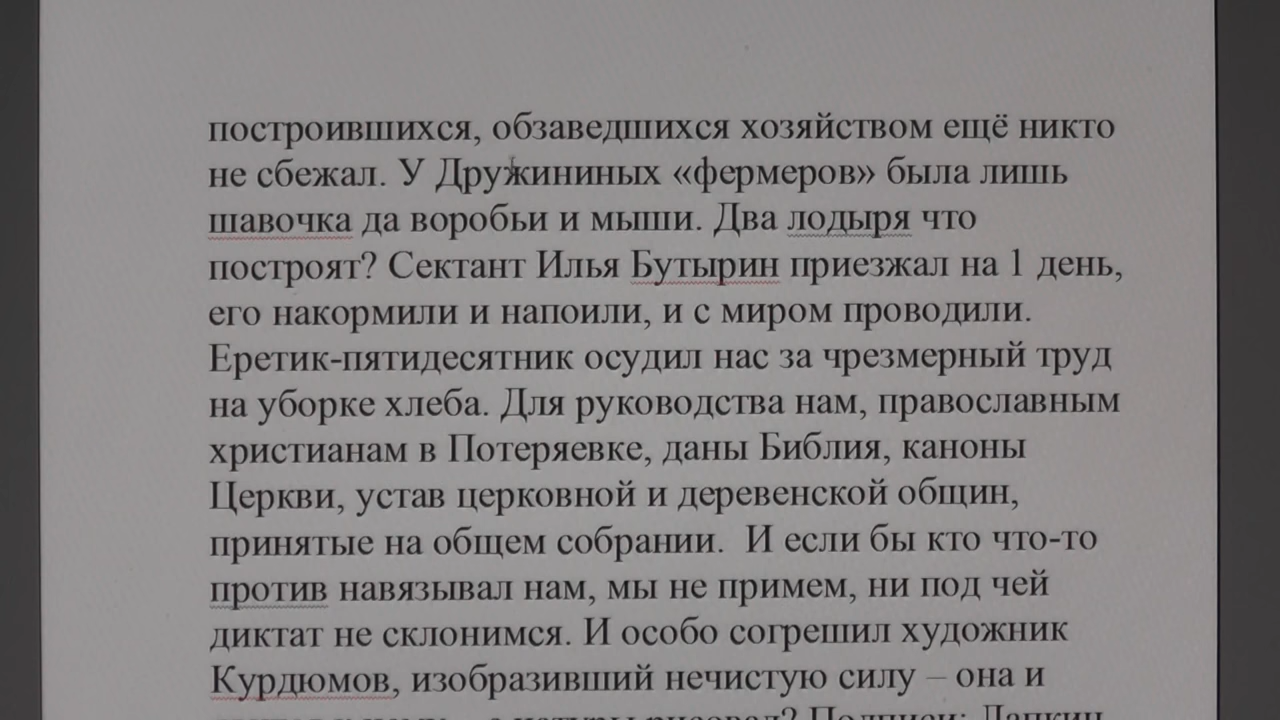 построившихся, обзаведшихся хозяйством ещё никто
не сбежал. У Дружининых «фермеров» была лишь
шавочка да воробьи и мыши. Два лодыря что
построят? Сектант Илья Бутырин приезжал на 1 день,
его накормили и напоили, и с миром проводили.
Еретик-пятидесятник осудил нас за чрезмерный труд
на уборке хлеба. Для руководства нам, православным
христианам в Потеряевке, даны Библия, каноны
Церкви, устав церковной и деревенской общин,
принятые на общем собрании.  И если бы кто что-то
против навязывал нам, мы не примем, ни под чей
диктат не склонимся. И особо согрешил художник
Курдюмов, изобразивший нечистую силу – она и
с натуры рисовал? Подписи: Лапкин